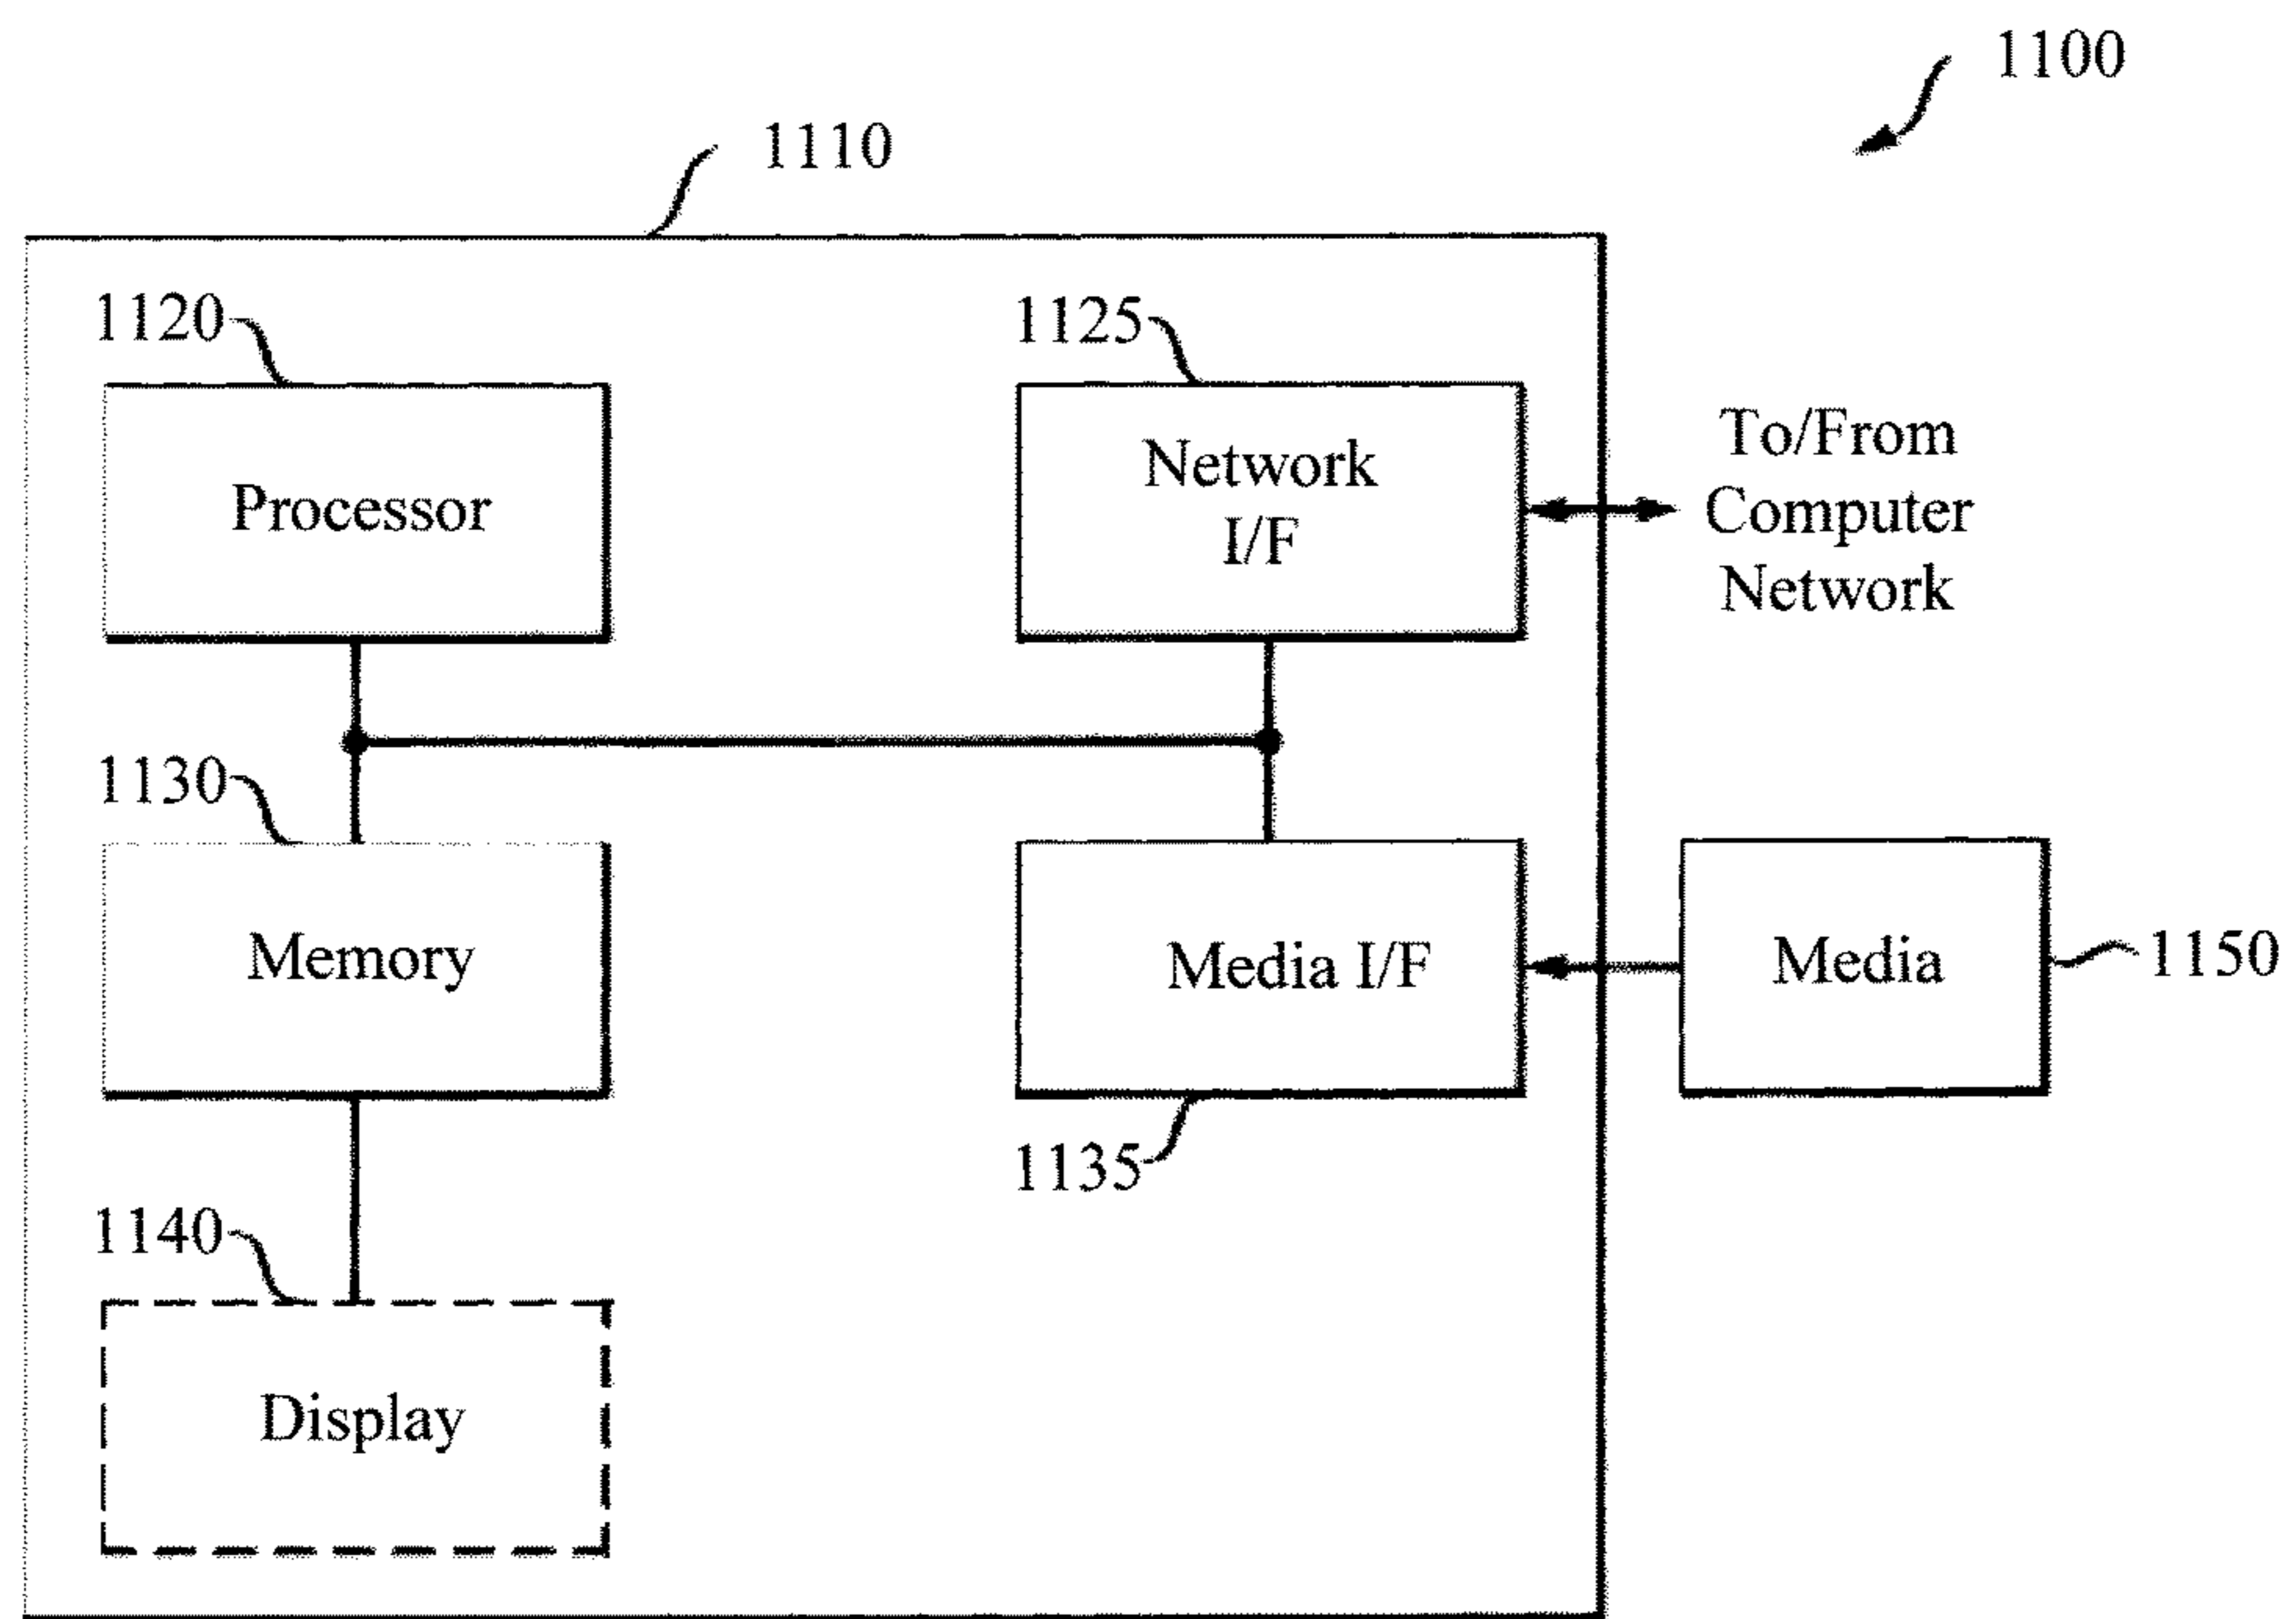 1100
1110
1120
1125
Processor
Network
I/F
To/From
Computer
Network
1130
Memory
Media I/F
Media
1150
1135
1140
Display